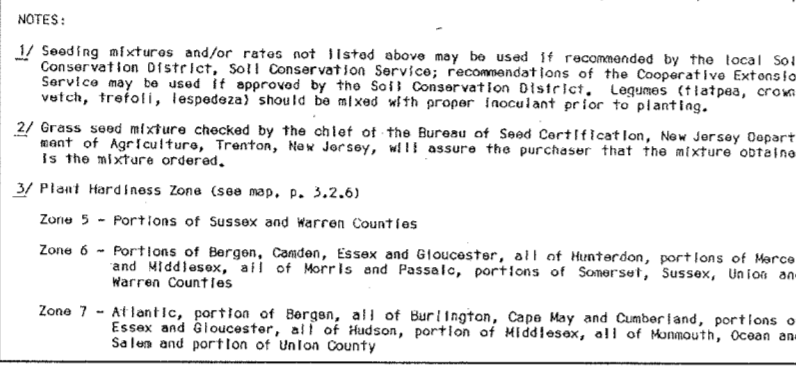 NOTES:
1/ Seeding mixtures and/or rates not listed above may be used if recommended by the local Soi
Conservation District, Soil Conservation Service; recommendations of the Cooperative Extensio
Service may be used if approved by the Soil Conservation District. Legumes (flatpea, crown
vetch, trefoil, lespedeza) should be mixed with proper inoculant prior to planting.
2/ Grass seed mixture checked by the chief of the Bureau of Seed Certification, New Jersey Depart
ment of Agriculture, Trenton, New Jersey, will assure the purchaser that the mixture obtaine
is the mixture ordered.
3/ Plant Hardiness Zone (see map, p. 3.2.6)
Zone 5 - Portions of Sussex and Warren Counties
Zone 6 - Portions of Bergen, Camden, Essex and Gloucester, all of Hunterdon, portions of Merce
and Middlesex, all of Morris and Passaic, portions of Somerset, Sussex, Union an
Warren Counties
Zone 7 - Atlantic, portion of Bergen, all of Burlington, Cape May and Cumberland, portions o
Essex and Gloucester, all of Hudson, portion of Middlesex, all of Monmouth, Ocean an
Salem and portion of Union County